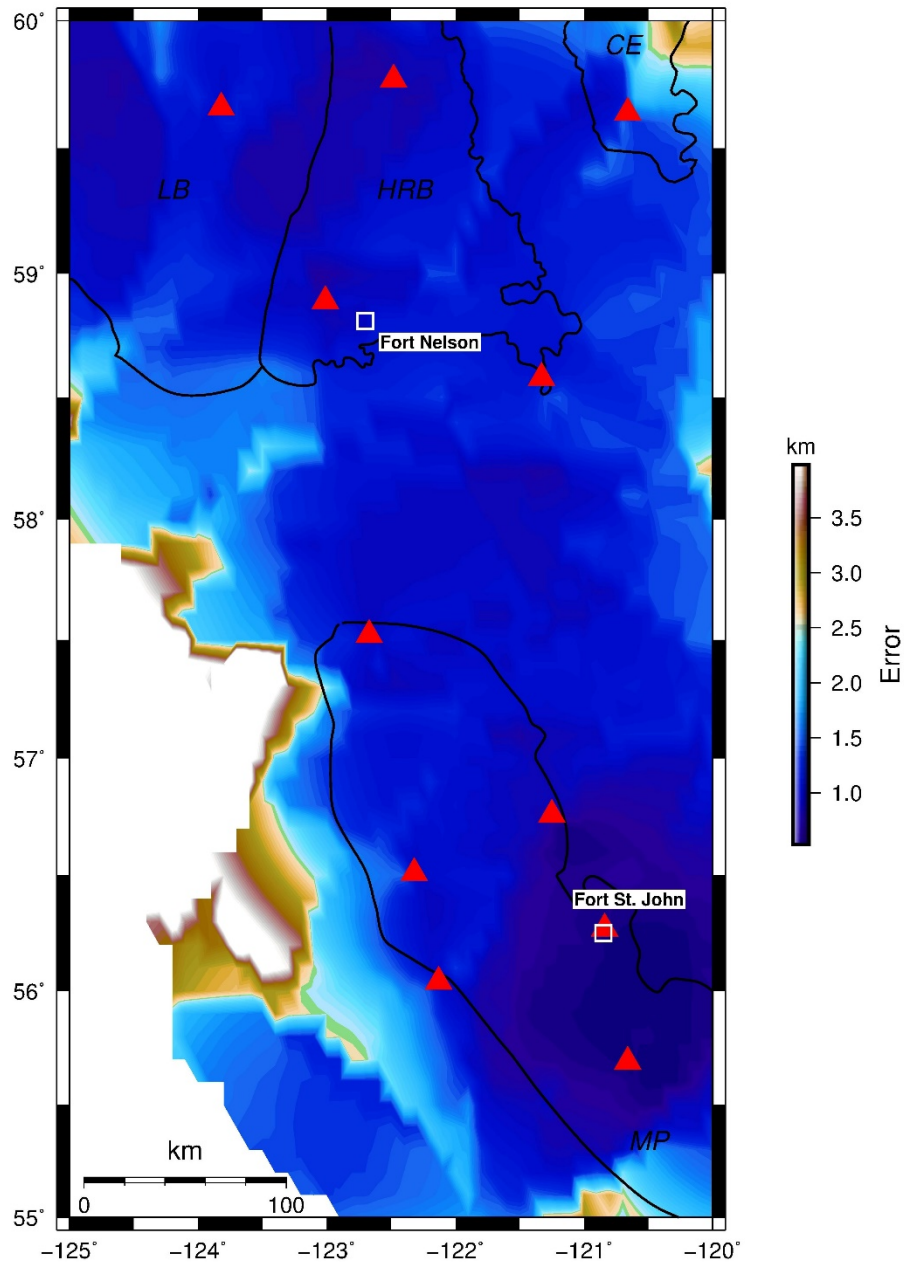 60˚
CE
LB
HRB
59˚
Fort Nelson
km
3.5
58˚
3.0
2.5
Error
2.0
57˚
1.5
1.0
Fort St. John
56˚
MP
km
0
100
55˚
−125˚
−124˚
−123˚
−122˚
−121˚
−120˚